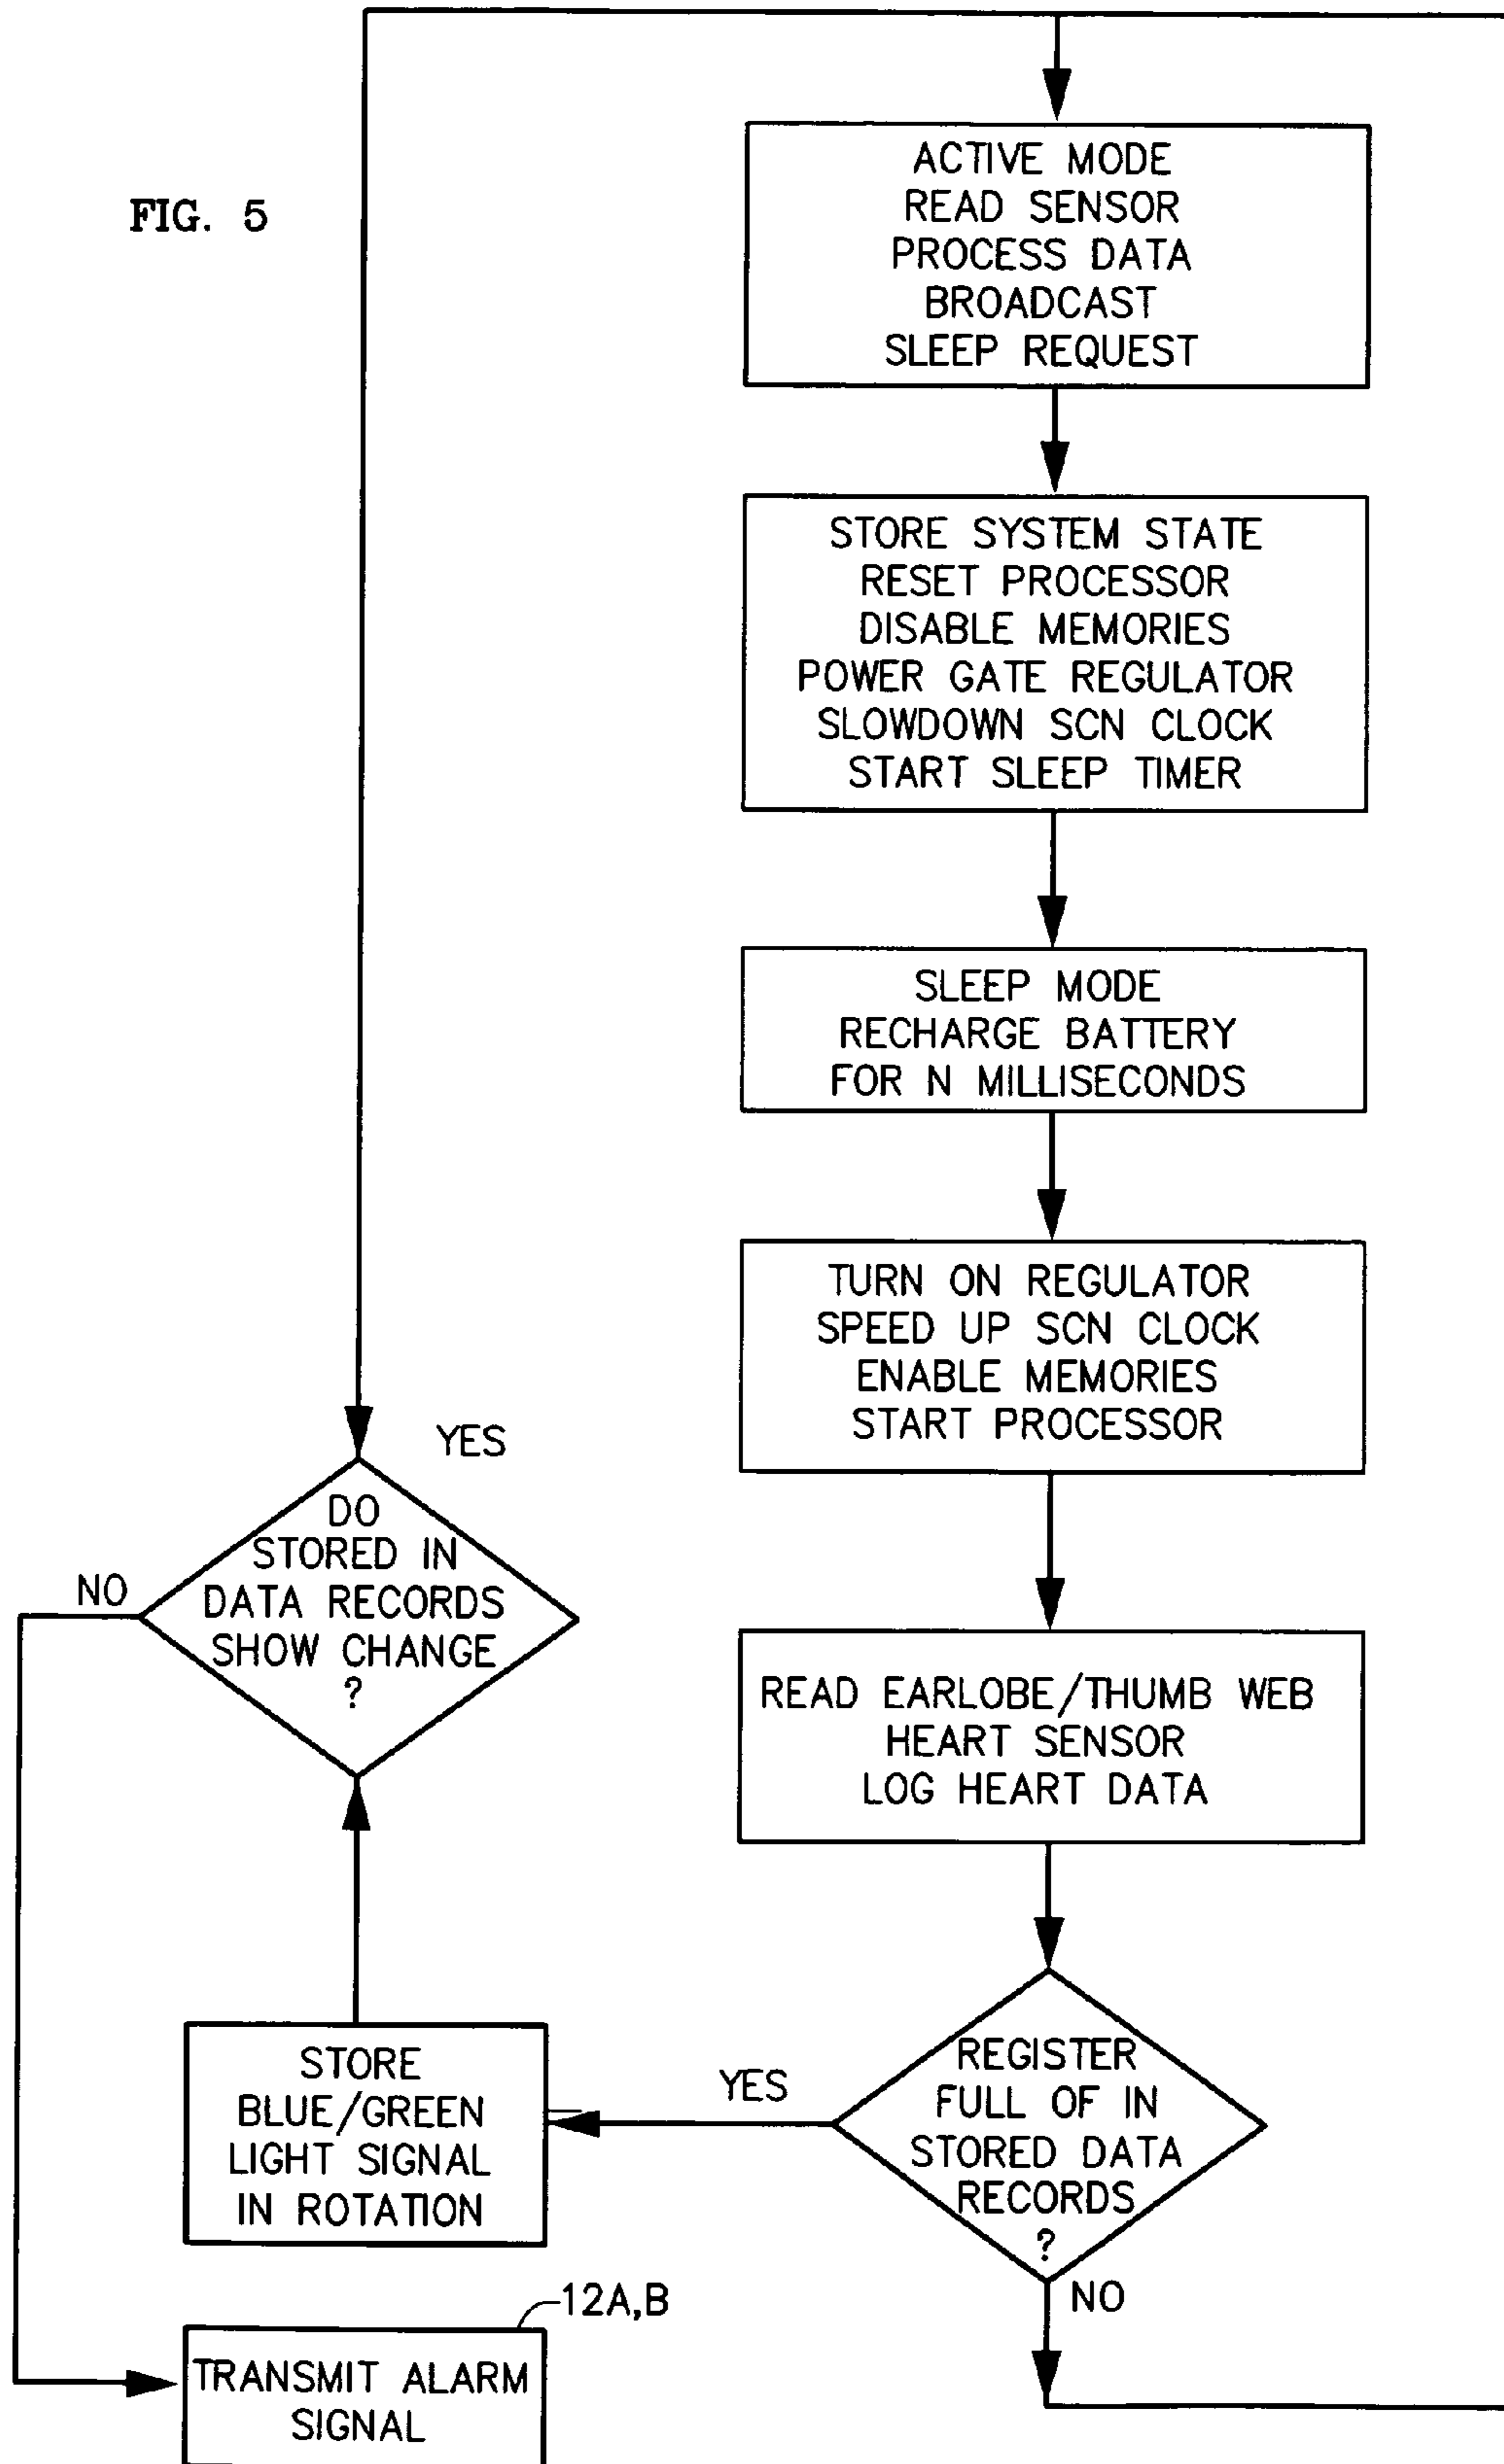 FIG. 5
ACTIVE MODE
READ SENSOR
PROCESS DATA
BROADCAST
SLEEP REQUEST
STORE SYSTEM STATE
RESET PROCESSOR
DISABLE MEMORIES
POWER GATE REGULATOR
SLOWDOWN SCN CLOCK
START SLEEP TIMER
SLEEP MODE
RECHARGE BATTERY
FOR N MILLISECONDS
TURN ON REGULATOR
SPEED UP SCN CLOCK
ENABLE MEMORIES
START PROCESSOR
READ EARLOBE/THUMB WEB
HEART SENSOR
LOG HEART DATA
REGISTER
FULL OF IN
STORED DATA
RECORDS
?
NO
YES
STORE
BLUE/GREEN
LIGHT SIGNAL
IN ROTATION
DO
STORED IN
DATA RECORDS
SHOW CHANGE
?
YES
NO
12A,B
TRANSMIT ALARM
SIGNAL